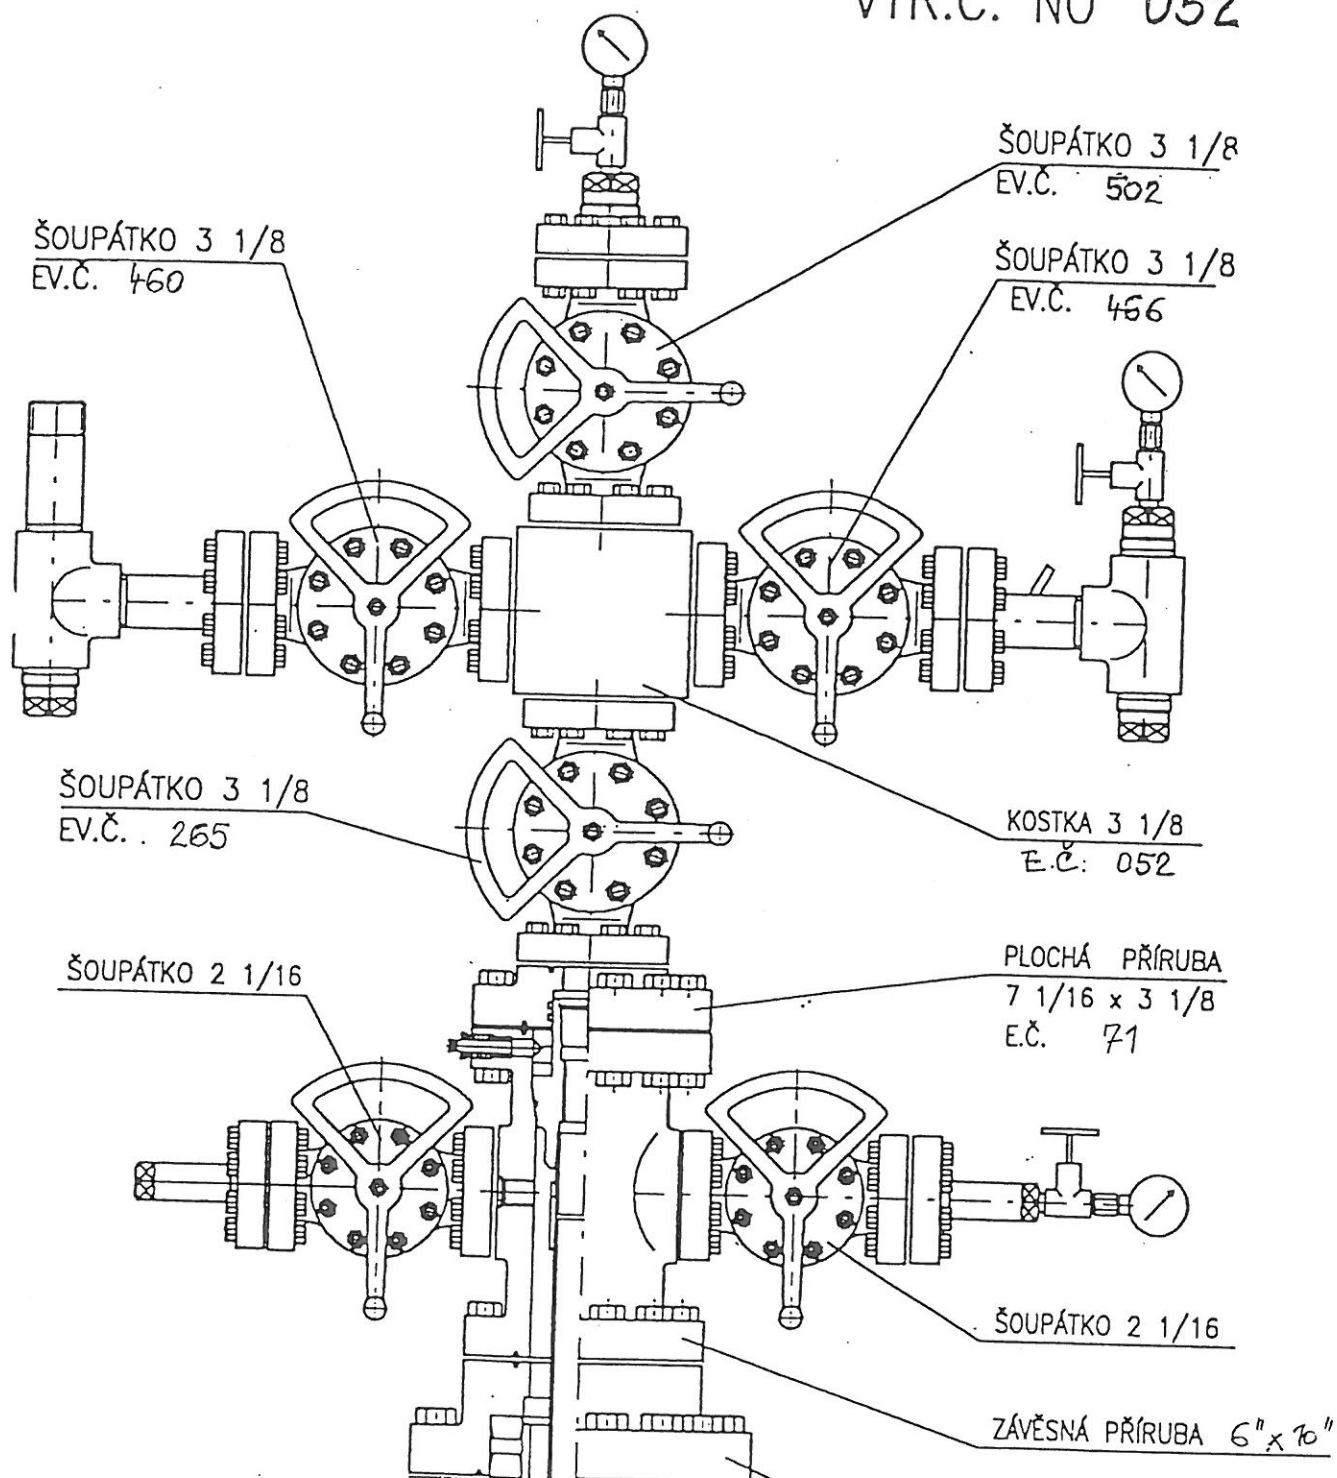 VÝR.Č. NO 052
ŠOUPÁTKO 3 1/8
EV.Č. 502
ŠOUPÁTKO 3 1/8
EV.Č. 460
ŠOUPÁTKO 3 1/8
EV.Č. 456
ŠOUPÁTKO 3 1/8
EV.Č. . 265
KOSTKA 3 1/8
E.Č: 052
ŠOUPÁTKO 2 1/16
PLOCHÁ PŘÍRUBA
7 1/16 x 3 1/8
E.Č. 71
ŠOUPÁTKO 2 1/16
ZÁVĚSNÁ PŘÍRUBA 6" x 10"